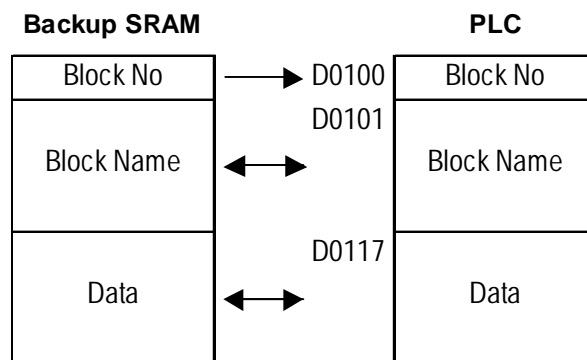 Backup SRAM PLC
Block No D0100 Block No
D0101
Block Name Block Name
D0117
Data Data